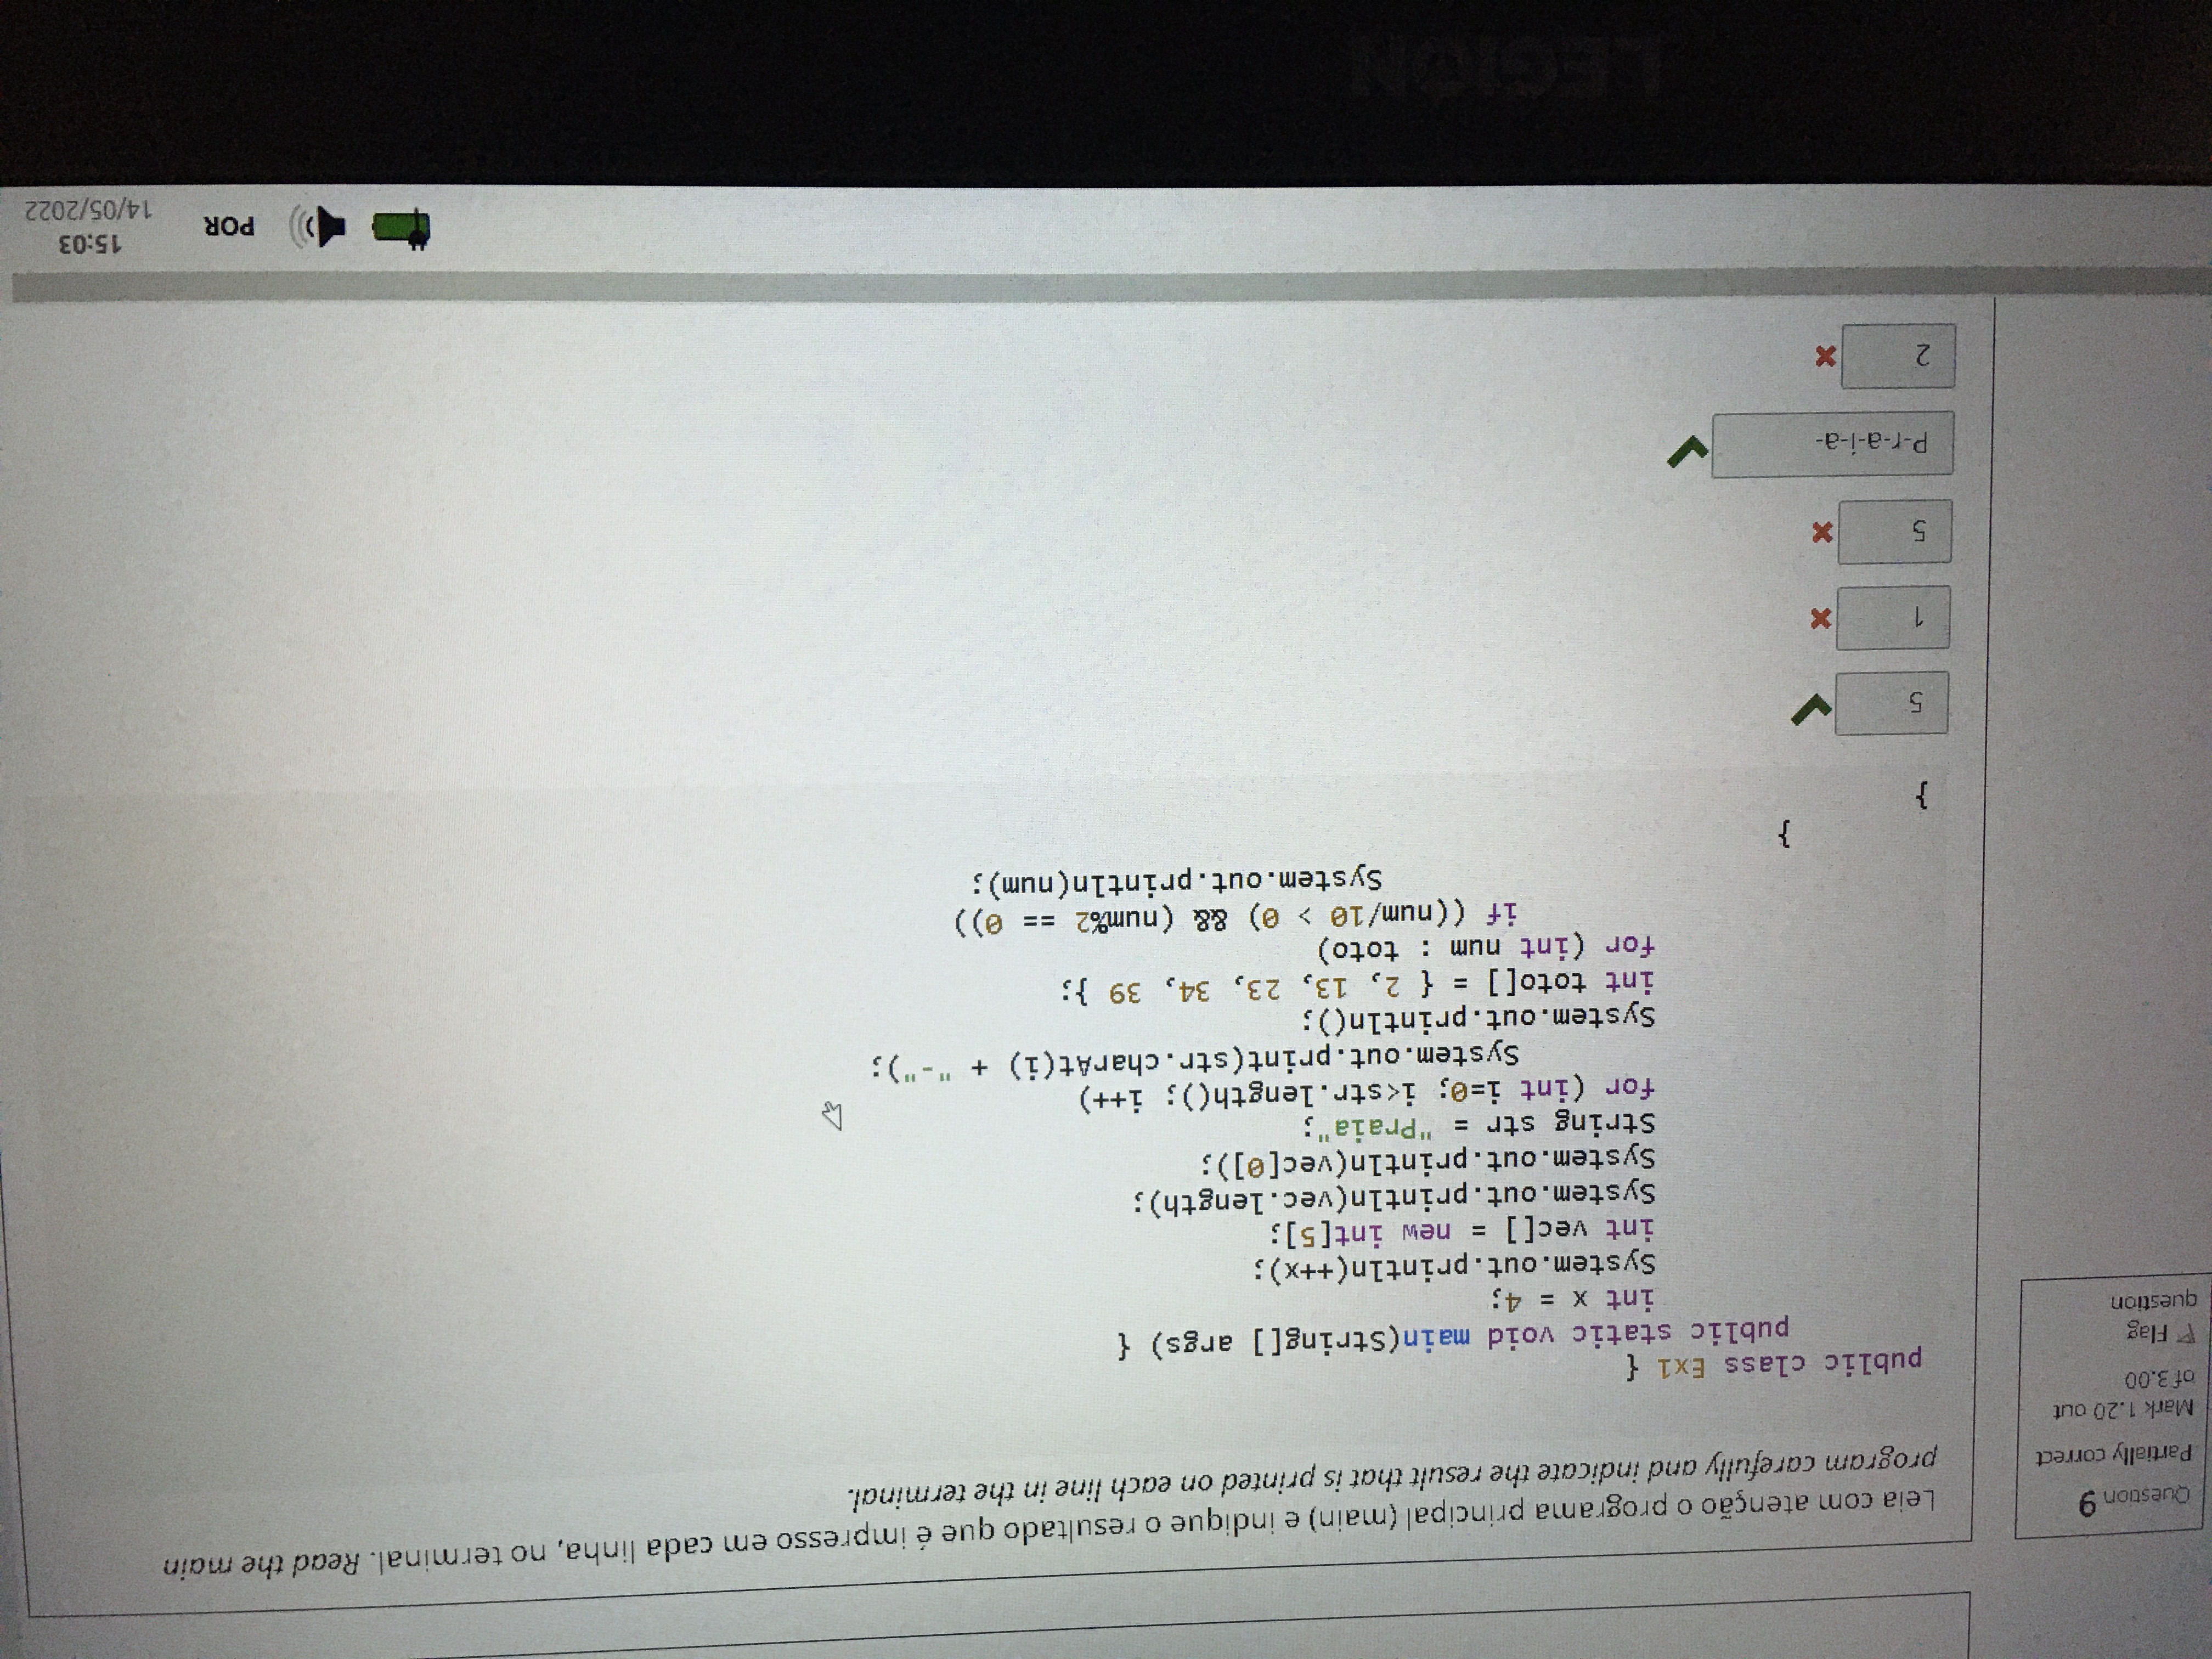 Question 9
Partially correct
Mark 1.20 out
of 3.00
Flag
question
Leia com atenção o programa principal (main) e indique o resultado que é impresso em cada linha, no terminal. Read the main
program carefully and indicate the result that is printed on each line in the terminal.
public class Ex1 {
public static void main(String[] args) {
int x = 4;
System.out.println(++x);
int vec[] = new int[5];
System.out.println(vec.length);
System.out.println(vec[0]);
String str = "Praia";
for (int i=0; i<str.length(); i++)
System.out.print(str.charAt(i) + "-");
System.out.println();
int toto[] = { 2, 13, 23, 34, 39 };
for (int num : toto)
if ((num/10 > 0) && (num%2 == 0))
System.out.println(num);
}
}
5
1
5
P-r-a-i-a-
2
POR
15:03
14/05/2022
LEGION